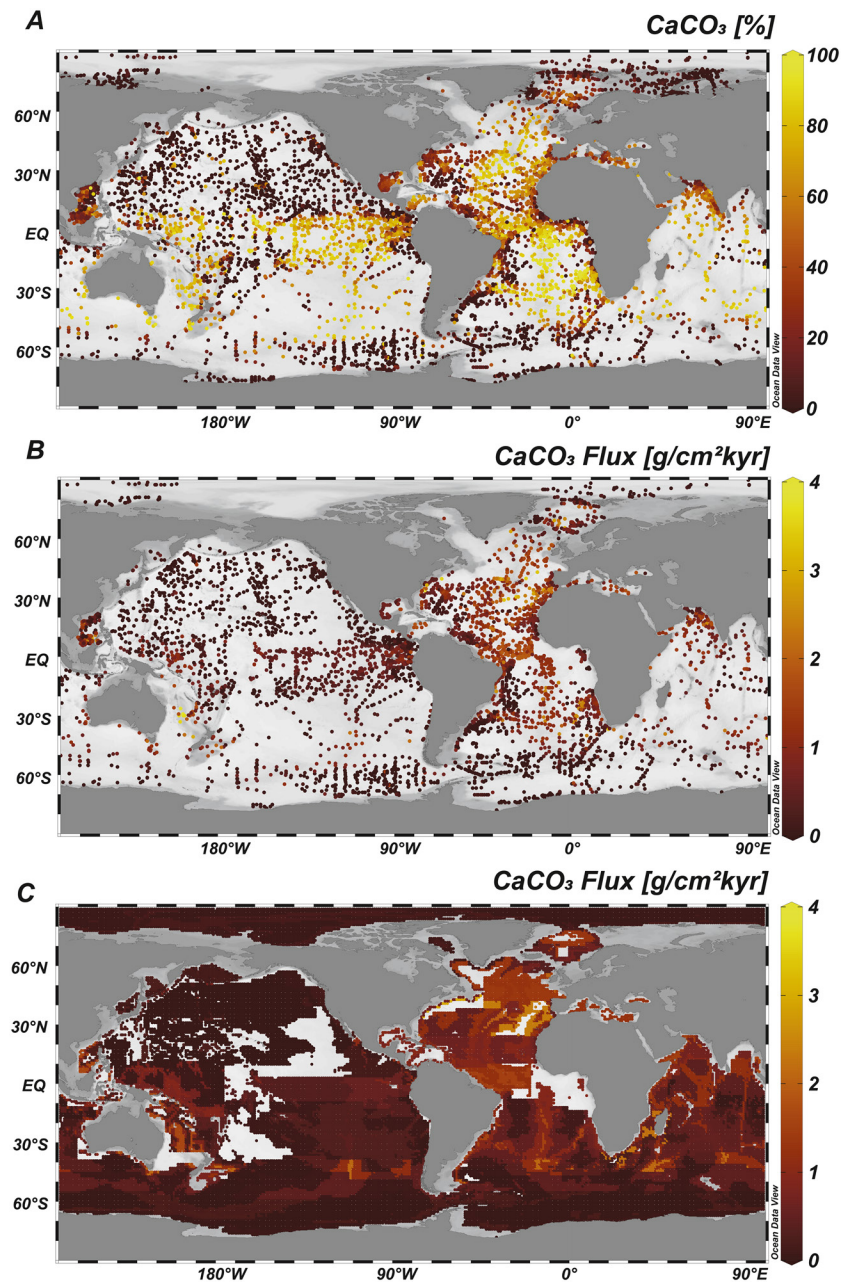 A
CaCO₃ [%]
100
80
60
40
20
0
60°N
30°N
EQ
30°S
60°S
180°W
90°W
0°
90°E
Ocean Data View
B
CaCO₃ Flux [g/cm²kyr]
4
3
2
1
0
60°N
30°N
EQ
30°S
60°S
180°W
90°W
0°
90°E
Ocean Data View
C
CaCO₃ Flux [g/cm²kyr]
4
3
2
1
0
60°N
30°N
EQ
30°S
60°S
180°W
90°W
0°
90°E
Ocean Data View